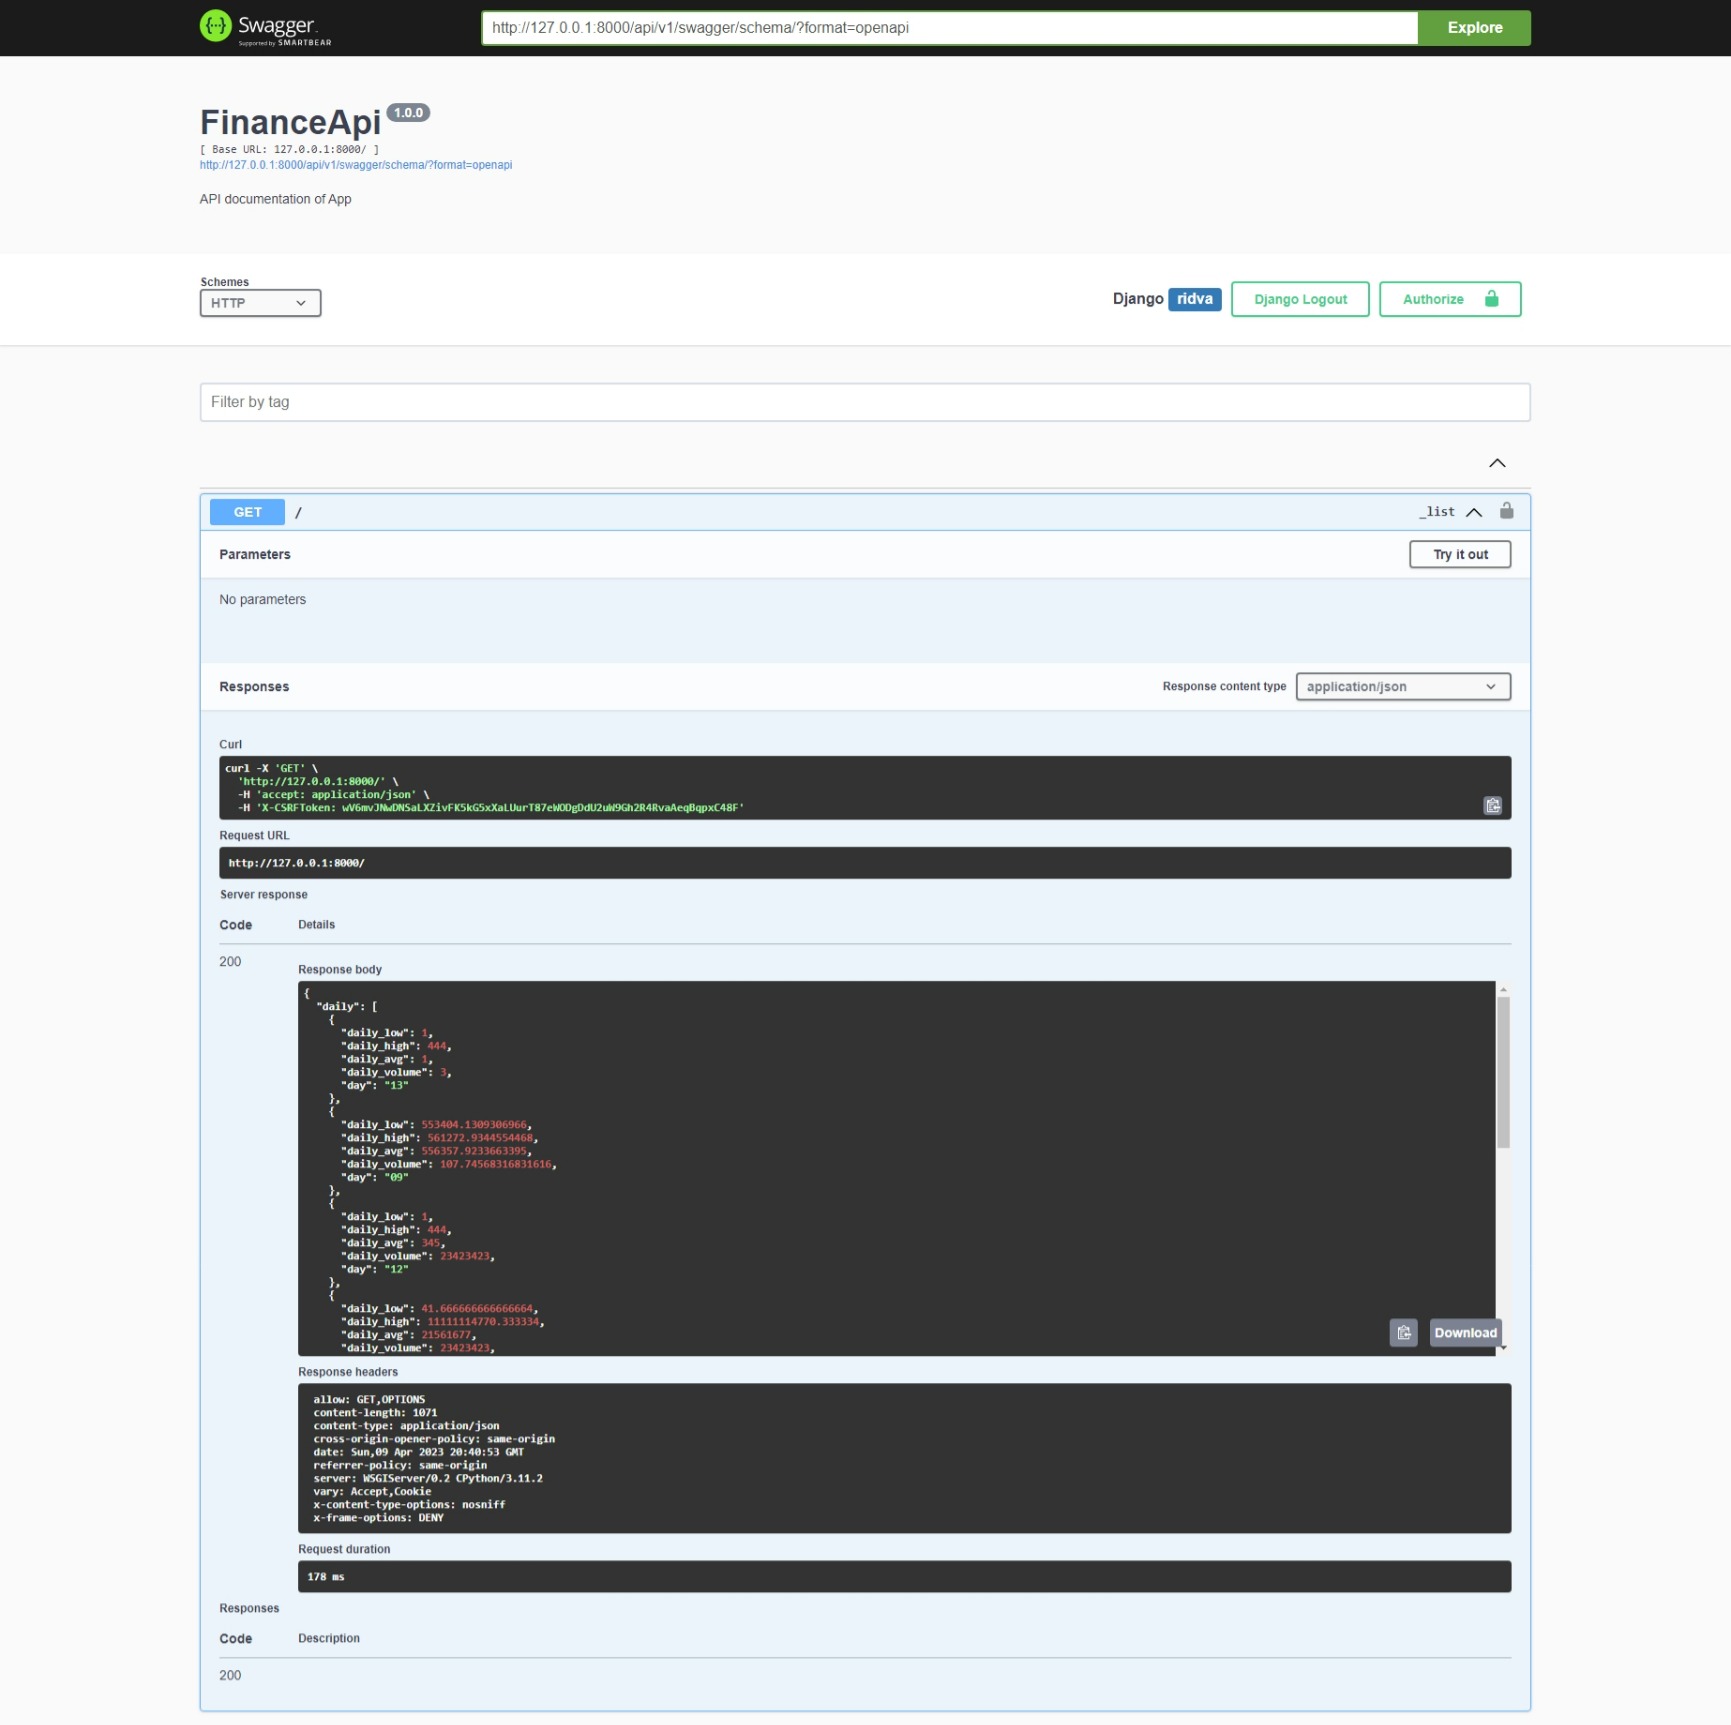 Swagger
Supported by SMARTBEAR
http://127.0.0.1:8000/api/v1/swagger/schema/?format=openapi
Explore
FinanceApi 1.0.0
[ Base URL: 127.0.0.1:8000/ ]
http://127.0.0.1:8000/api/v1/swagger/schema/?format=openapi
API documentation of App
Schemes
HTTP
Django ridva
Django Logout
Authorize
Filter by tag
GET / _list
Parameters
Try it out
No parameters
Responses
Response content type
application/json
Curl
curl -X 'GET' \
'http://127.0.0.1:8000/' \
-H 'accept: application/json' \
-H 'X-CSRFToken: wV6mvJNwDNSaLXZivFK5kG5xXaLUurT87eWODgDdU2uW9Gh2R4RvaAeqBqpxC48F'
Request URL
http://127.0.0.1:8000/
Server response
Code Details
200
Response body
{
"daily": [
{
"daily_low": 1,
"daily_high": 444,
"daily_avg": 1,
"daily_volume": 3,
"day": "13"
},
{
"daily_low": 553404.1309306966,
"daily_high": 561272.9344554468,
"daily_avg": 556357.9233663395,
"daily_volume": 107.74568316831616,
"day": "09"
},
{
"daily_low": 1,
"daily_high": 444,
"daily_avg": 345,
"daily_volume": 23423423,
"day": "12"
},
{
"daily_low": 41.666666666666664,
"daily_high": 11111114770.333334,
"daily_avg": 21561677,
"daily_volume": 23423423,
Download
Response headers
allow: GET,OPTIONS
content-length: 1071
content-type: application/json
cross-origin-opener-policy: same-origin
date: Sun,09 Apr 2023 20:40:53 GMT
referrer-policy: same-origin
server: WSGIServer/0.2 CPython/3.11.2
vary: Accept,Cookie
x-content-type-options: nosniff
x-frame-options: DENY
Request duration
178 ms
Responses
Code Description
200